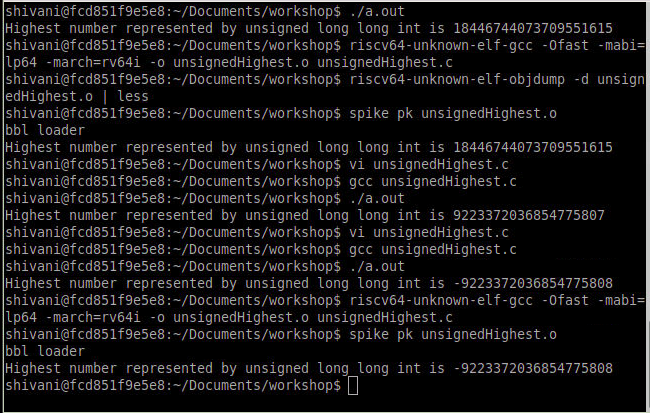 shivani@fcd851f9e5e8:~/Documents/workshop$ ./a.out
Highest number represented by unsigned long long int is 18446744073709551615
shivani@fcd851f9e5e8:~/Documents/workshop$ riscv64-unknown-elf-gcc -Ofast -mabi=
lp64 -march=rv64i -o unsignedHighest.o unsignedHighest.c
shivani@fcd851f9e5e8:~/Documents/workshop$ riscv64-unknown-elf-objdump -d unsign
edHighest.o | less
shivani@fcd851f9e5e8:~/Documents/workshop$ spike pk unsignedHighest.o
bbl loader
Highest number represented by unsigned long long int is 18446744073709551615
shivani@fcd851f9e5e8:~/Documents/workshop$ vi unsignedHighest.c
shivani@fcd851f9e5e8:~/Documents/workshop$ gcc unsignedHighest.c
shivani@fcd851f9e5e8:~/Documents/workshop$ ./a.out
Highest number represented by unsigned long long int is 9223372036854775807
shivani@fcd851f9e5e8:~/Documents/workshop$ vi unsignedHighest.c
shivani@fcd851f9e5e8:~/Documents/workshop$ gcc unsignedHighest.c
shivani@fcd851f9e5e8:~/Documents/workshop$ ./a.out
Highest number represented by unsigned long long int is -9223372036854775808
shivani@fcd851f9e5e8:~/Documents/workshop$ riscv64-unknown-elf-gcc -Ofast -mabi=
lp64 -march=rv64i -o unsignedHighest.o unsignedHighest.c
shivani@fcd851f9e5e8:~/Documents/workshop$ spike pk unsignedHighest.o
bbl loader
Highest number represented by unsigned long long int is -9223372036854775808
shivani@fcd851f9e5e8:~/Documents/workshop$